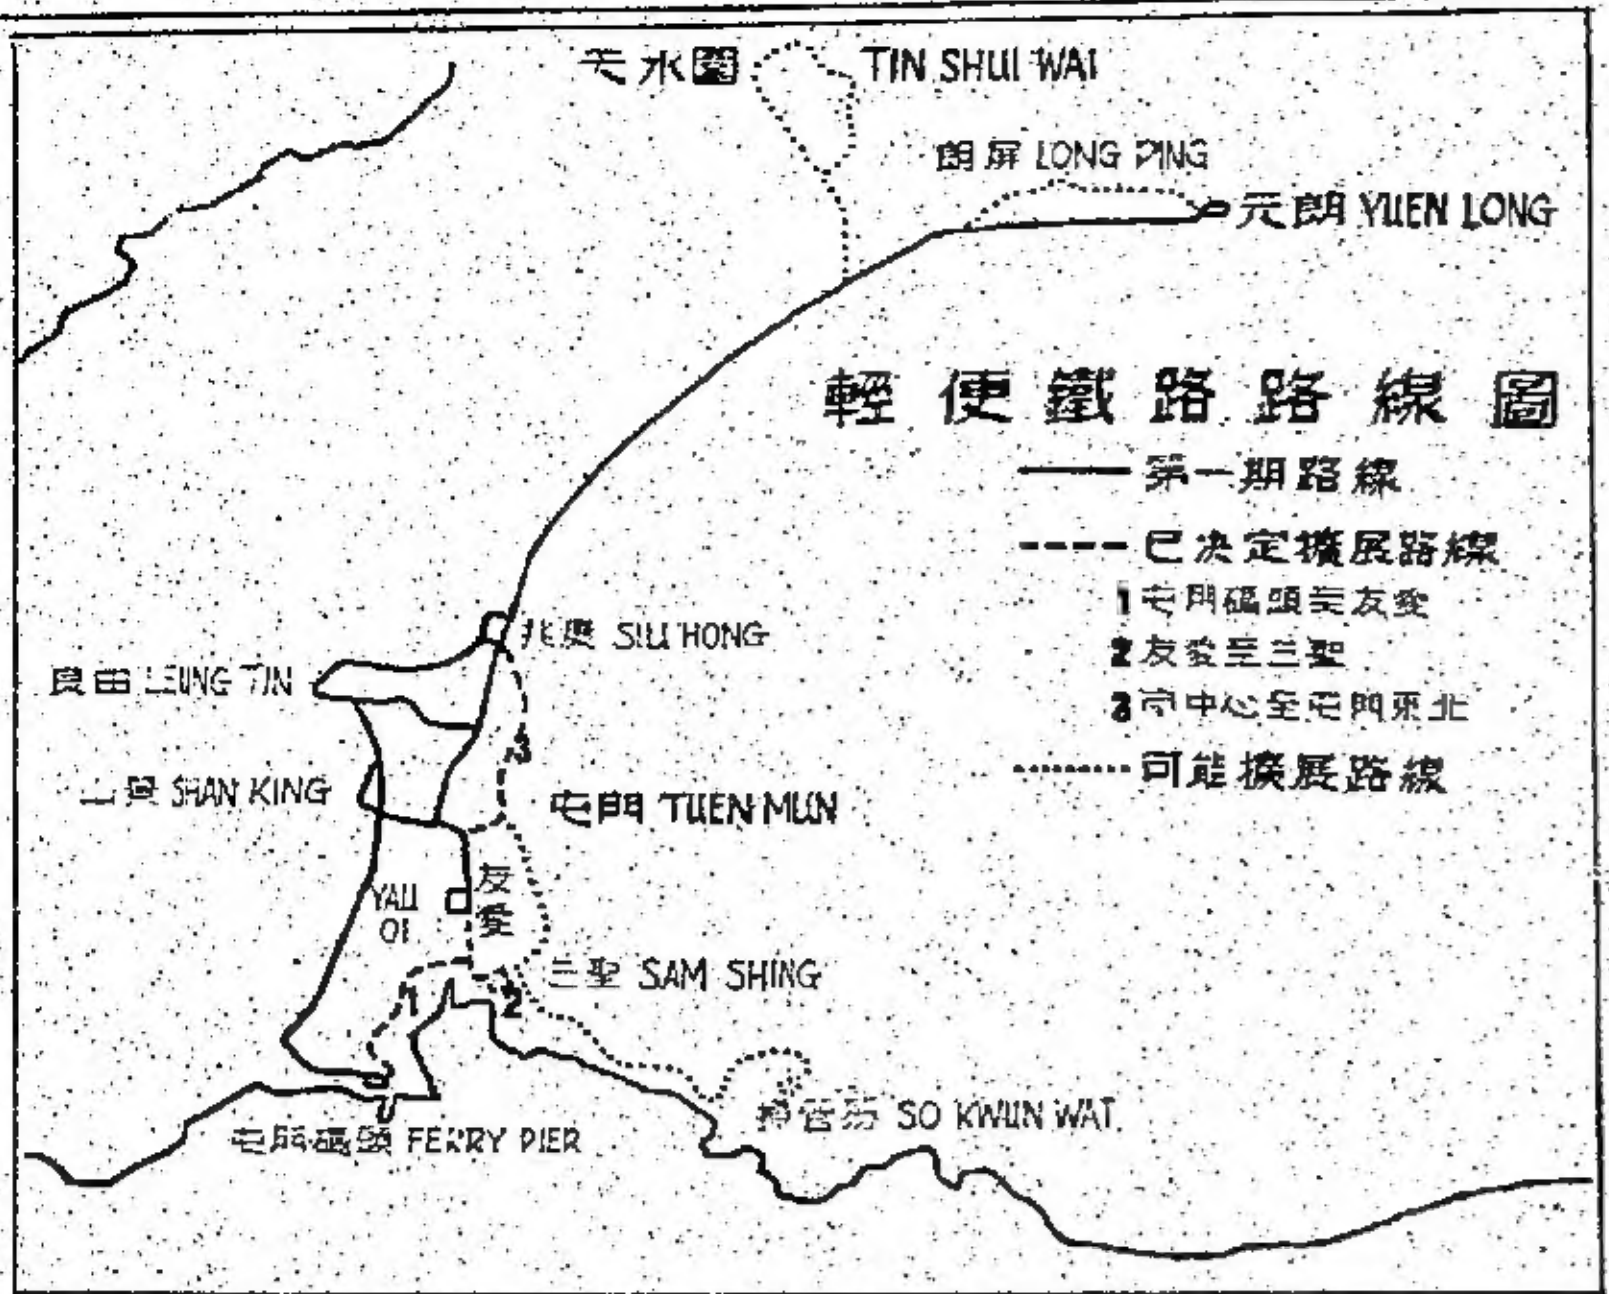 天水圍 TIN SHUI WAI
朗屏 LONG PING
元朗 YUEN LONG
輕便鐵路路線圖
第一期路線
已決定擴展路線
1 屯門碼頭至友愛
2 友愛至三聖
3 市中心至屯門東北
可能擴展路線
兆康 SIU HONG
良田 LEUNG TIN
3
山景 SHAN KING
屯門 TUEN MUN
YAU OI
友愛
三聖 SAM SHING
1
2
掃管笏 SO KWUN WAT
屯門碼頭 FERRY PIER